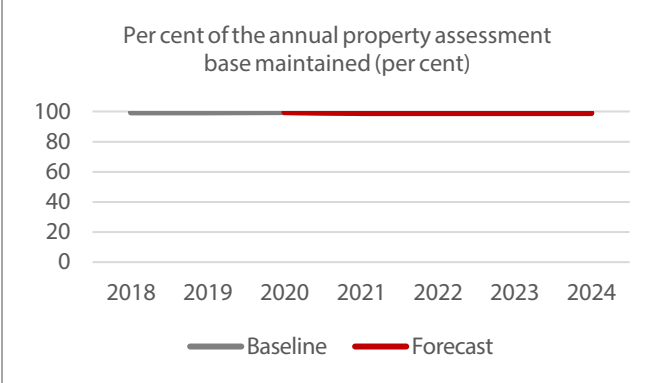 Per cent of the annual property assessment
base maintained (per cent)
100
80
60
40
20
0
2018 2019 2020 2021 2022 2023 2024
Baseline Forecast